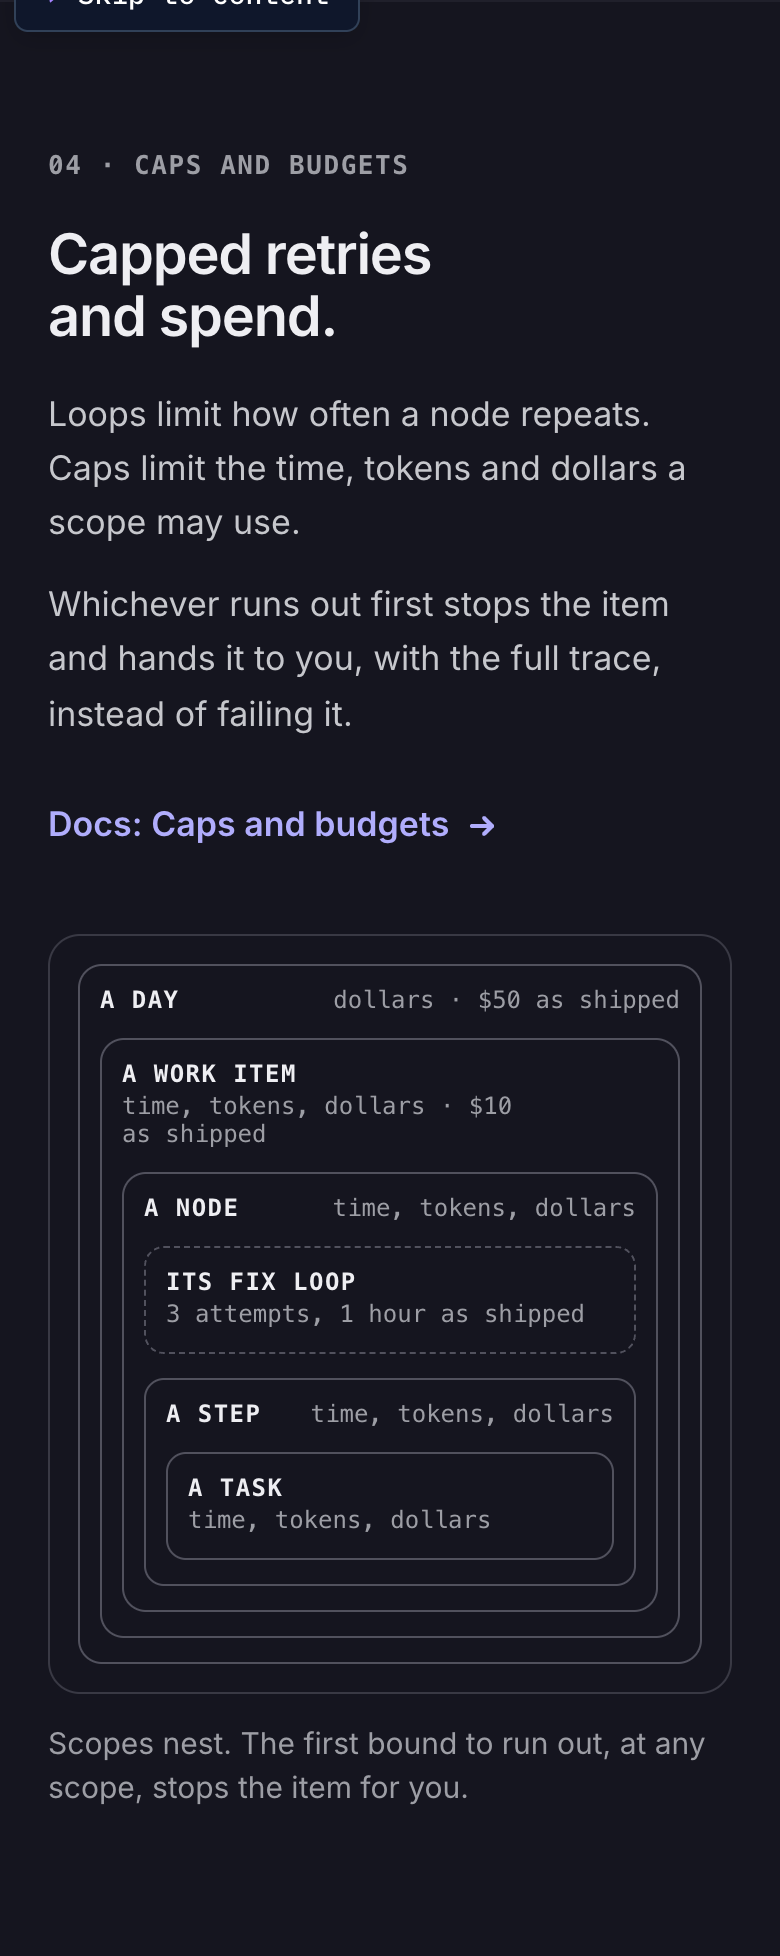 Skip to content
04 · CAPS AND BUDGETS
Capped retries
and spend.
Loops limit how often a node repeats.
Caps limit the time, tokens and dollars a
scope may use.
Whichever runs out first stops the item
and hands it to you, with the full trace,
instead of failing it.
Docs: Caps and budgets →
A DAY dollars · $50 as shipped
A WORK ITEM
time, tokens, dollars · $10
as shipped
A NODE time, tokens, dollars
ITS FIX LOOP
3 attempts, 1 hour as shipped
A STEP time, tokens, dollars
A TASK
time, tokens, dollars
Scopes nest. The first bound to run out, at any
scope, stops the item for you.